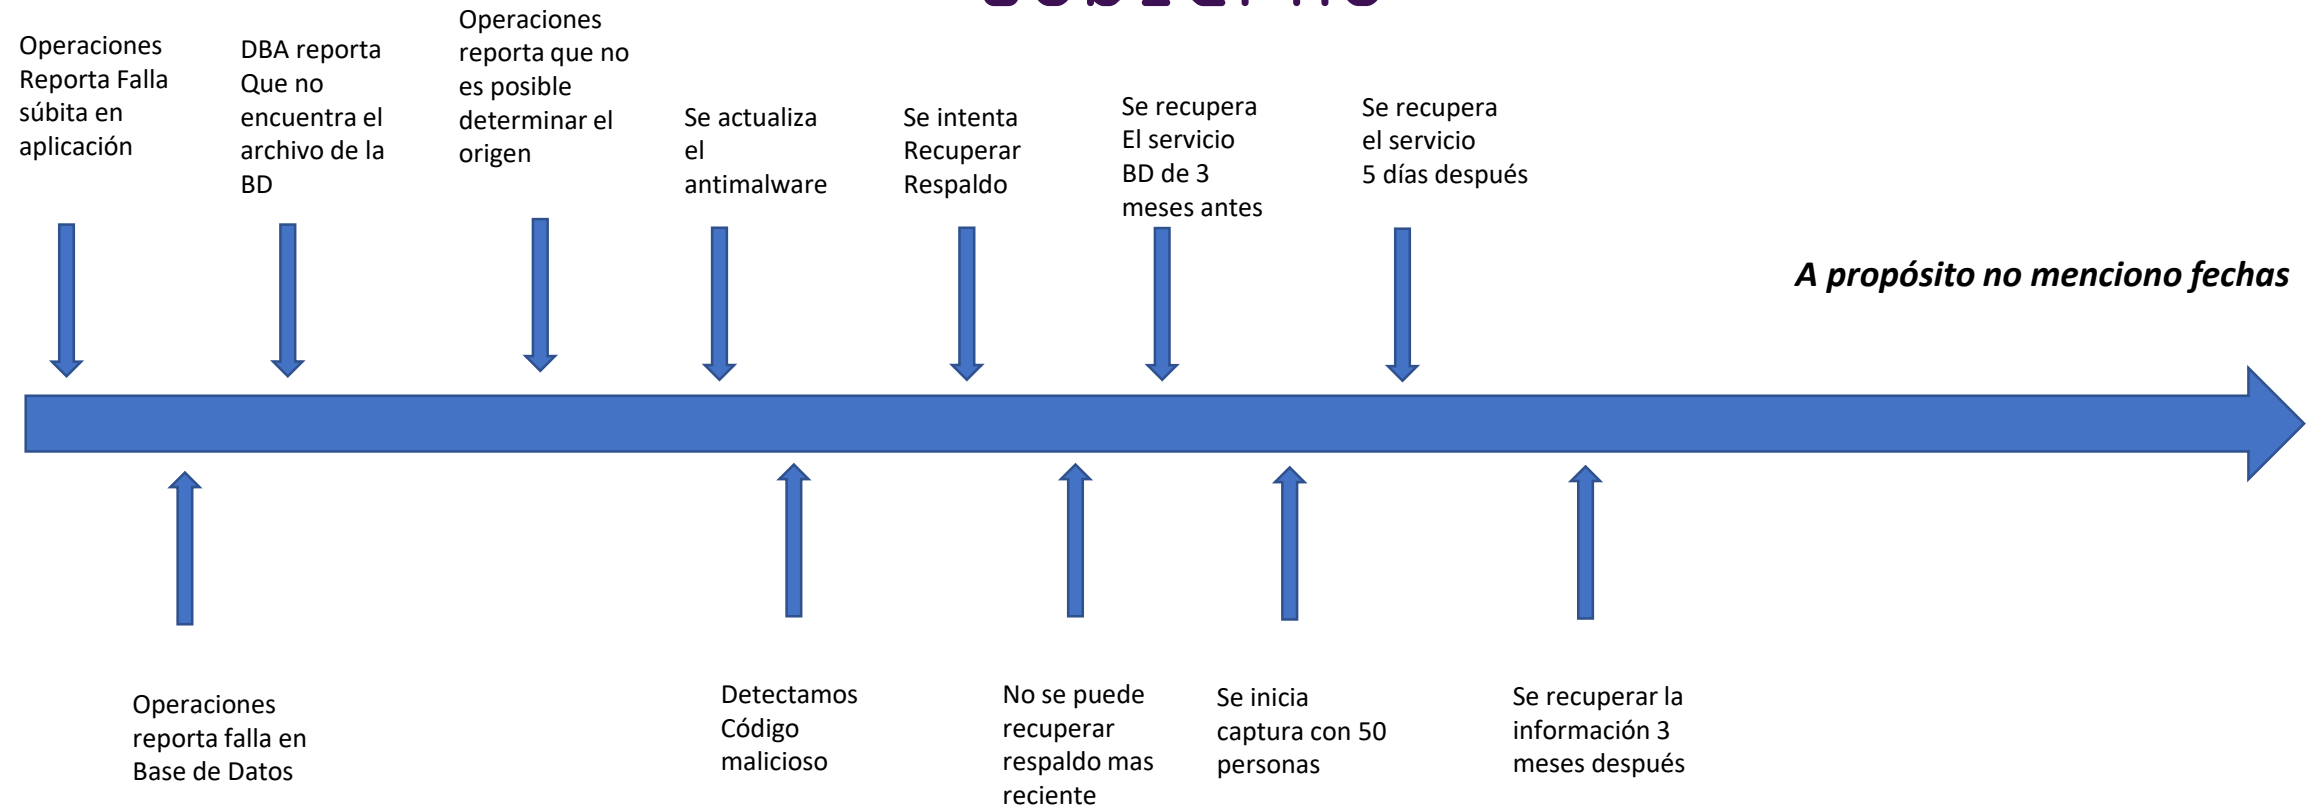 Operaciones
Reporta Falla
súbita en
aplicación
DBA reporta
Que no
encuentra el
archivo de la
BD
Operaciones
reporta que no
es posible
determinar el
origen
Se actualiza
el
antimalware
Se intenta
Recuperar
Respaldo
Se recupera
El servicio
BD de 3
meses antes
Se recupera
el servicio
5 días después
A propósito no menciono fechas
Operaciones
reporta falla en
Base de Datos
Detectamos
Código
malicioso
No se puede
recuperar
respaldo mas
reciente
Se inicia
captura con 50
personas
Se recuperar la
información 3
meses después